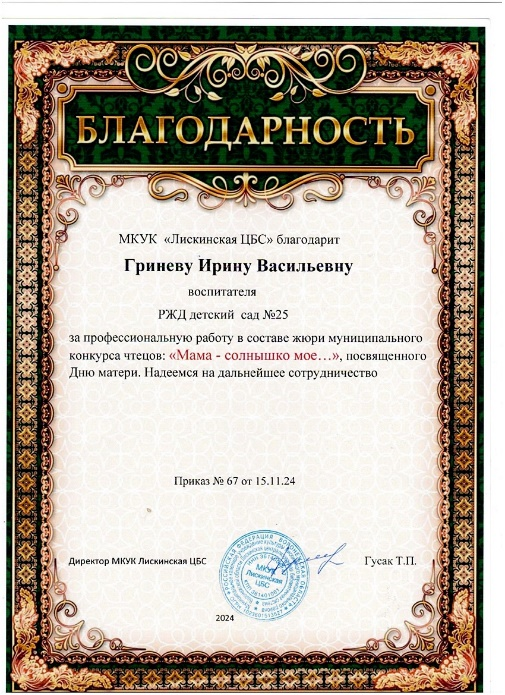 БЛАГОДАРНОСТЬ
МКУК «Лискинская ЦБС» благодарит
Гриневу Ирину Васильевну
воспитателя
РЖД детский сад №25
за профессиональную работу в составе жюри муниципального
конкурса чтецов: «Мама - солнышко мое…», посвященного
Дню матери. Надеемся на дальнейшее сотрудничество
Приказ № 67 от 15.11.24
МКУК
Лискинская
ЦБС
Директор МКУК Лискинская ЦБС
Гусак Т.П.
2024